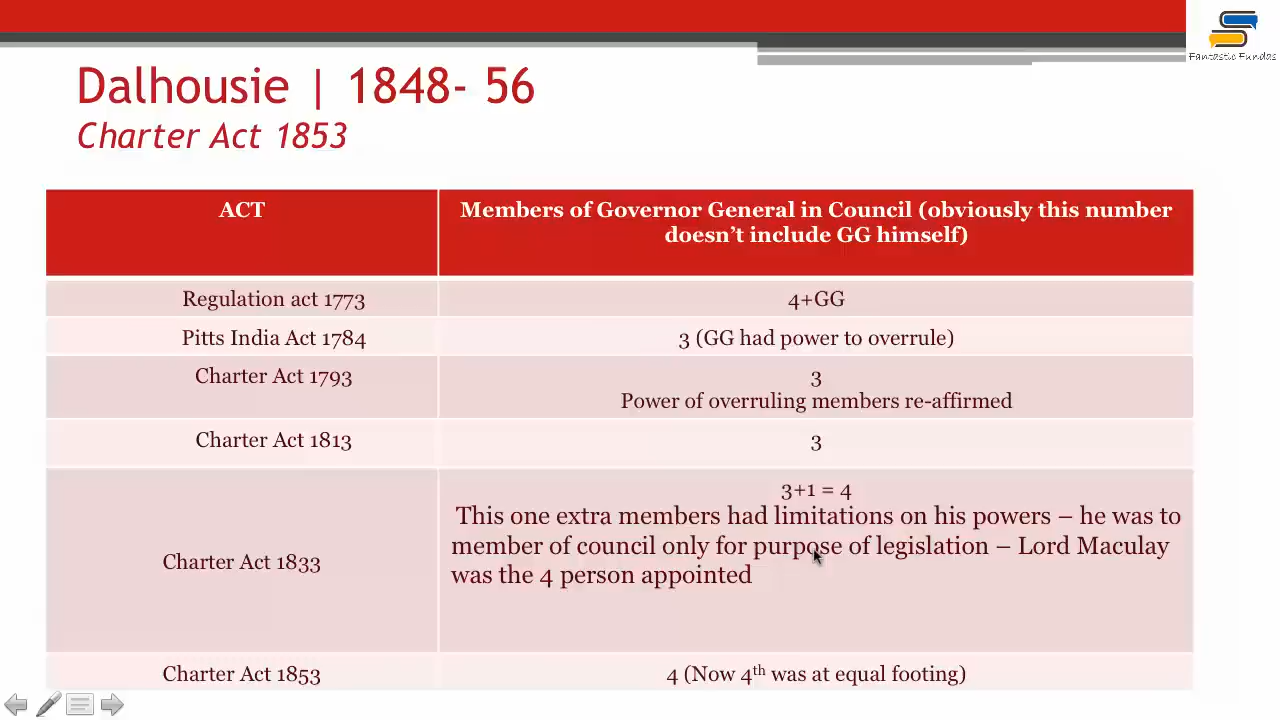 Fantastic Fundas
Dalhousie | 1848- 56
Charter Act 1853
ACT
Members of Governor General in Council (obviously this number
doesn't include GG himself)
Regulation act 1773
4+GG
Pitts India Act 1784
3 (GG had power to overrule)
Charter Act 1793
3
Power of overruling members re-affirmed
Charter Act 1813
3
Charter Act 1833
3+1 = 4
This one extra members had limitations on his powers – he was to
member of council only for purpose of legislation – Lord Maculay
was the 4 person appointed
Charter Act 1853
4 (Now 4th was at equal footing)